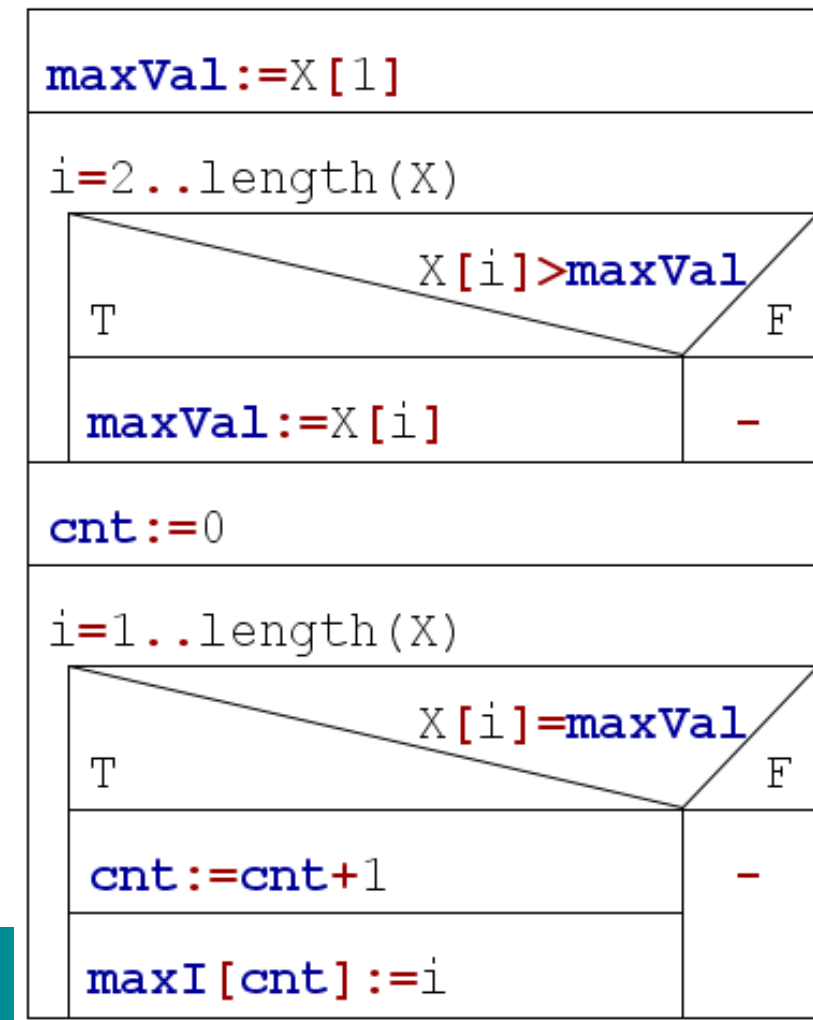 maxVal:=X[1]
i=2..length(X)
X[i]>maxVal
T F
maxVal:=X[i] -
cnt:=0
i=1..length(X)
X[i]=maxVal
T F
cnt:=cnt+1 -
maxI[cnt]:=i